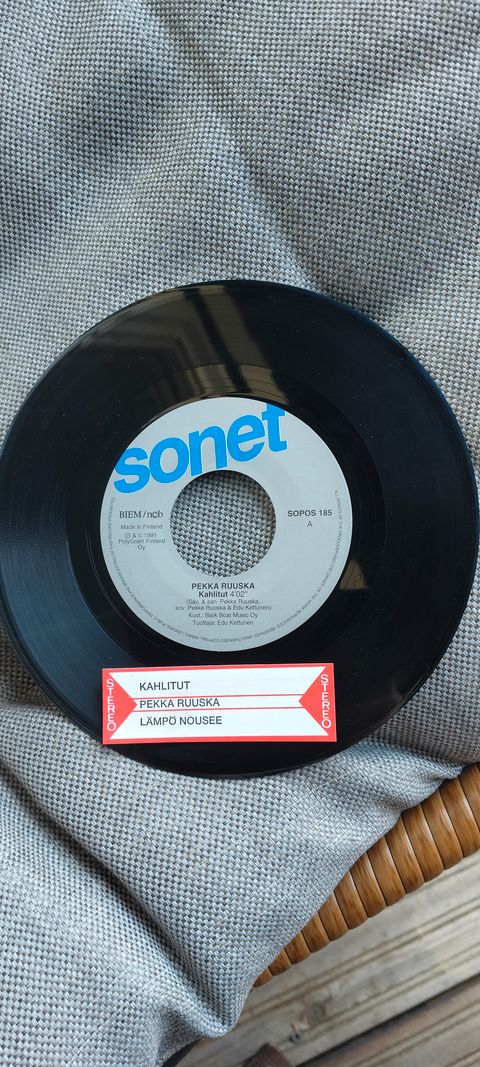 sonet
BIEM/ncb
Made in Finland
℗ & © 1991
PolyGram Finland
Oy
SOPOS 185
A
PEKKA RUUSKA
Kahlitut 4'02"
(Säv. & san. Pekka Ruuska,
sov. Pekka Ruuska & Edu Kettunen)
Kust.: Bark Boat Music Oy
Tuottaja: Edu Kettunen
STEREO
KAHLITUT
PEKKA RUUSKA
LÄMPÖ NOUSEE
STEREO